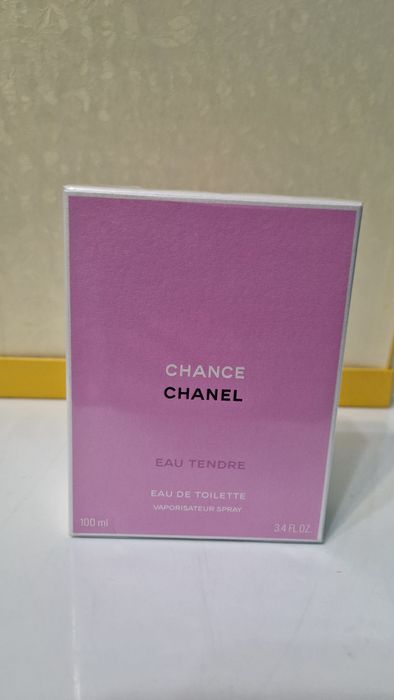 CHANCE
CHANEL
EAU TENDRE
EAU DE TOILETTE
VAPORISATEUR SPRAY
100 ml 3.4 FL.OZ.